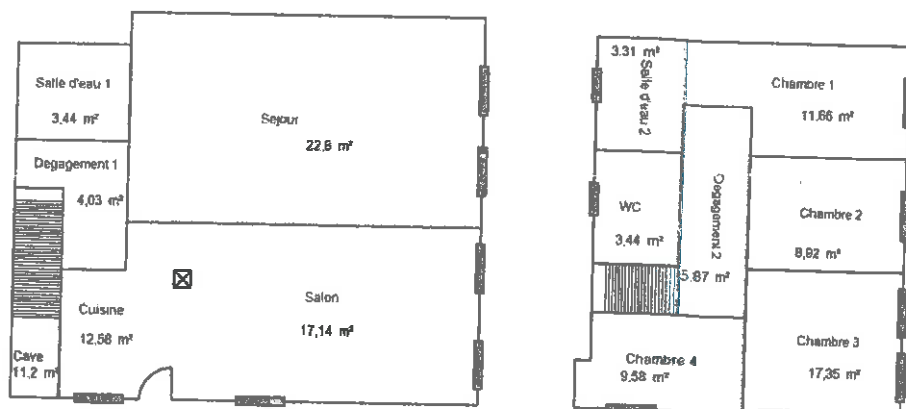 Salle d'eau 1
3,44 m²
Degagement 1
4,03 m²
Sejour
22,6 m²
Salon
17,14 m²
Cuisine
12,58 m²
Cave
11,2 m²
3.31 m²
Salle d'eau 2
Chambre 1
11,66 m²
WC
3,44 m²
Degagement 2
5.87 m²
Chambre 2
8,92 m²
Chambre 3
17,35 m²
Chambre 4
9,58 m²